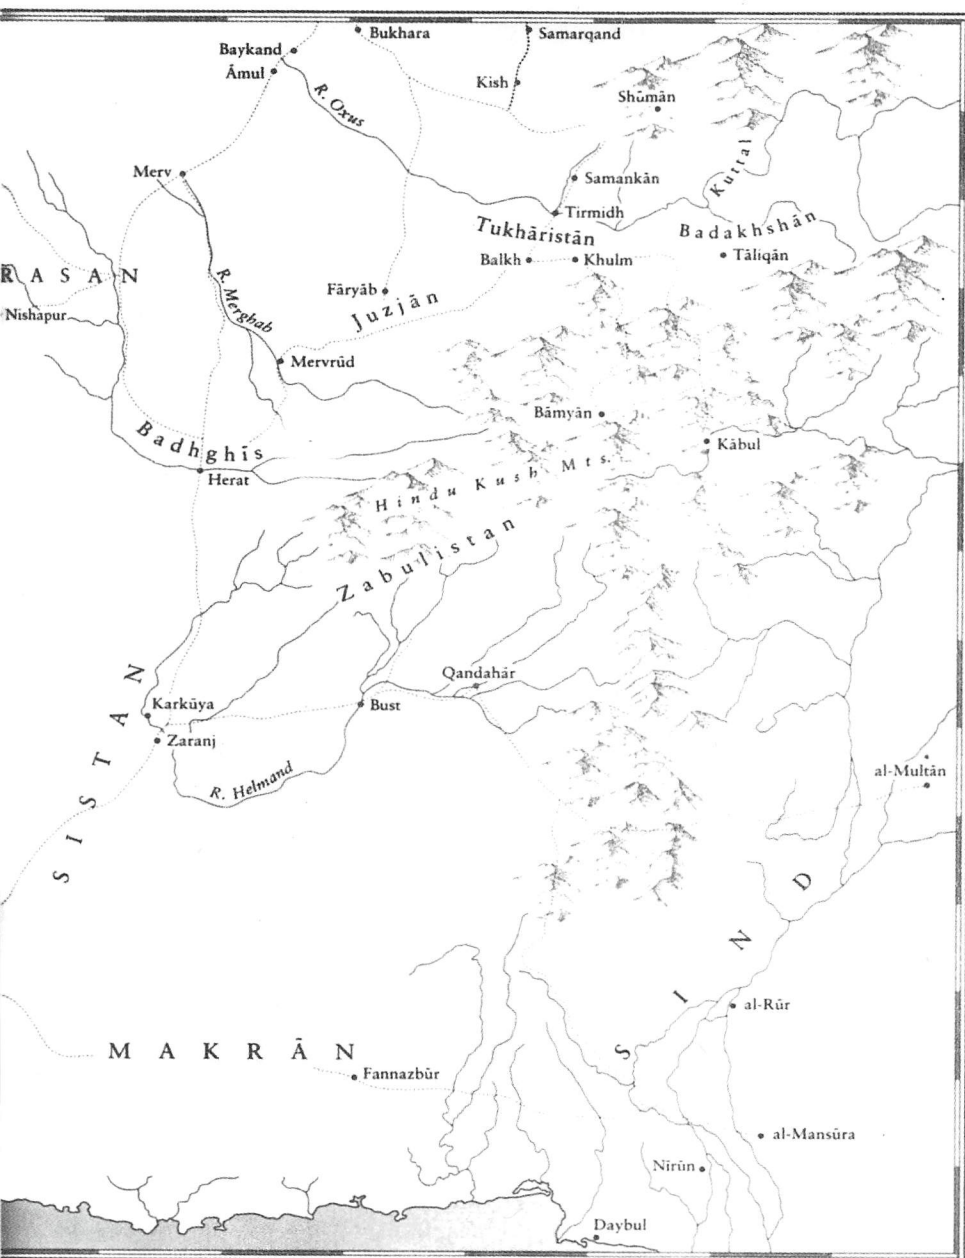 Bukhara
Samarqand
Baykand
Āmul
Kish
R. Oxus
Shūmān
Merv
Samankān
Kuttal
Tirmidh
Tukhāristān
Badakhshān
Balkh
Khulm
Tāliqān
RASAN
R. Merghab
Fāryāb
Juzjān
Nishapur
Mervrūd
Bāmyān
Badhghīs
Kābul
Herat
Hindu Kush Mts.
Zabulistan
Qandahár
SISTAN
Karkūya
Bust
Zaranj
R. Helmand
al-Multān
SIND
al-Rūr
MAKRĀN
Fannazbūr
al-Mansūra
Nīrūn
Daybul